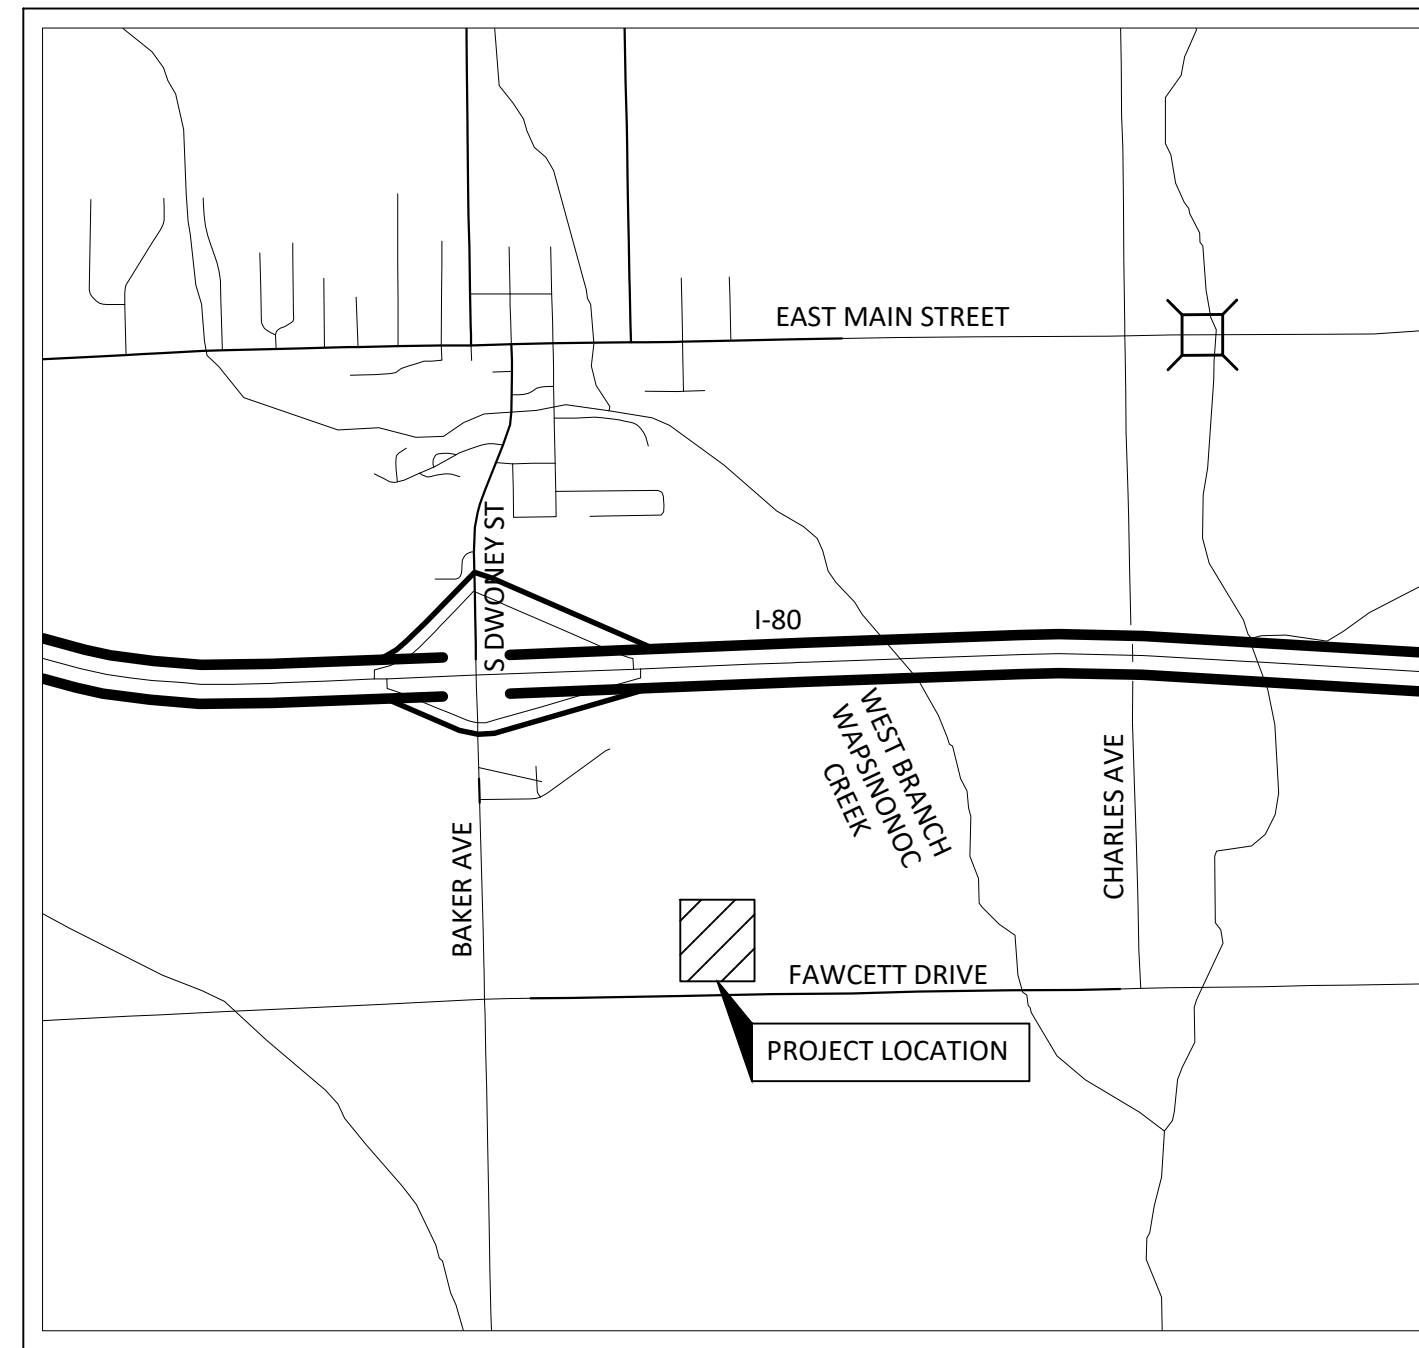 EAST MAIN STREET
S DWONEY ST
I-80
WEST BRANCH
WAPSINONOC
CREEK
CHARLES AVE
BAKER AVE
FAWCETT DRIVE
PROJECT LOCATION